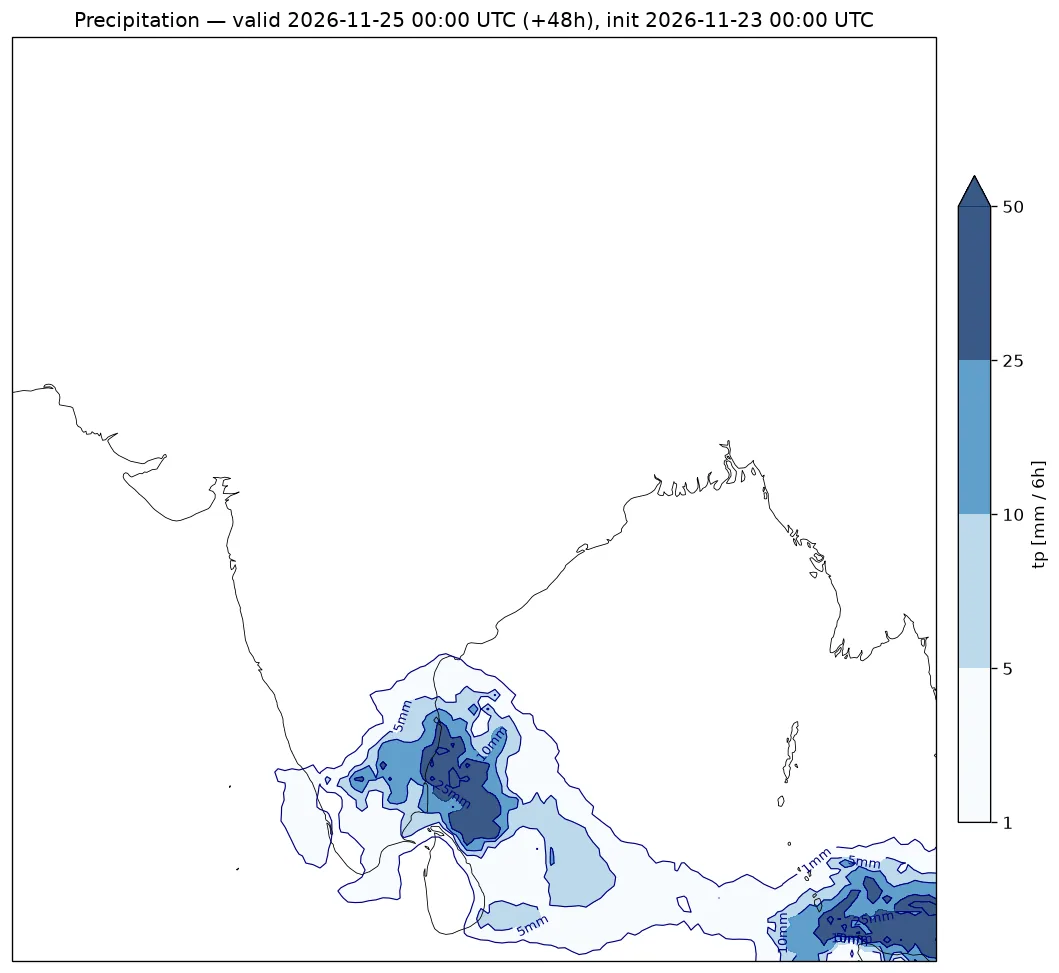 Precipitation — valid 2026-11-25 00:00 UTC (+48h), init 2026-11-23 00:00 UTC
50
25
10
5
1
tp [mm / 6h]
5mm
10mm
25mm
5mm
1mm
5mm
25mm
10mm
10mm